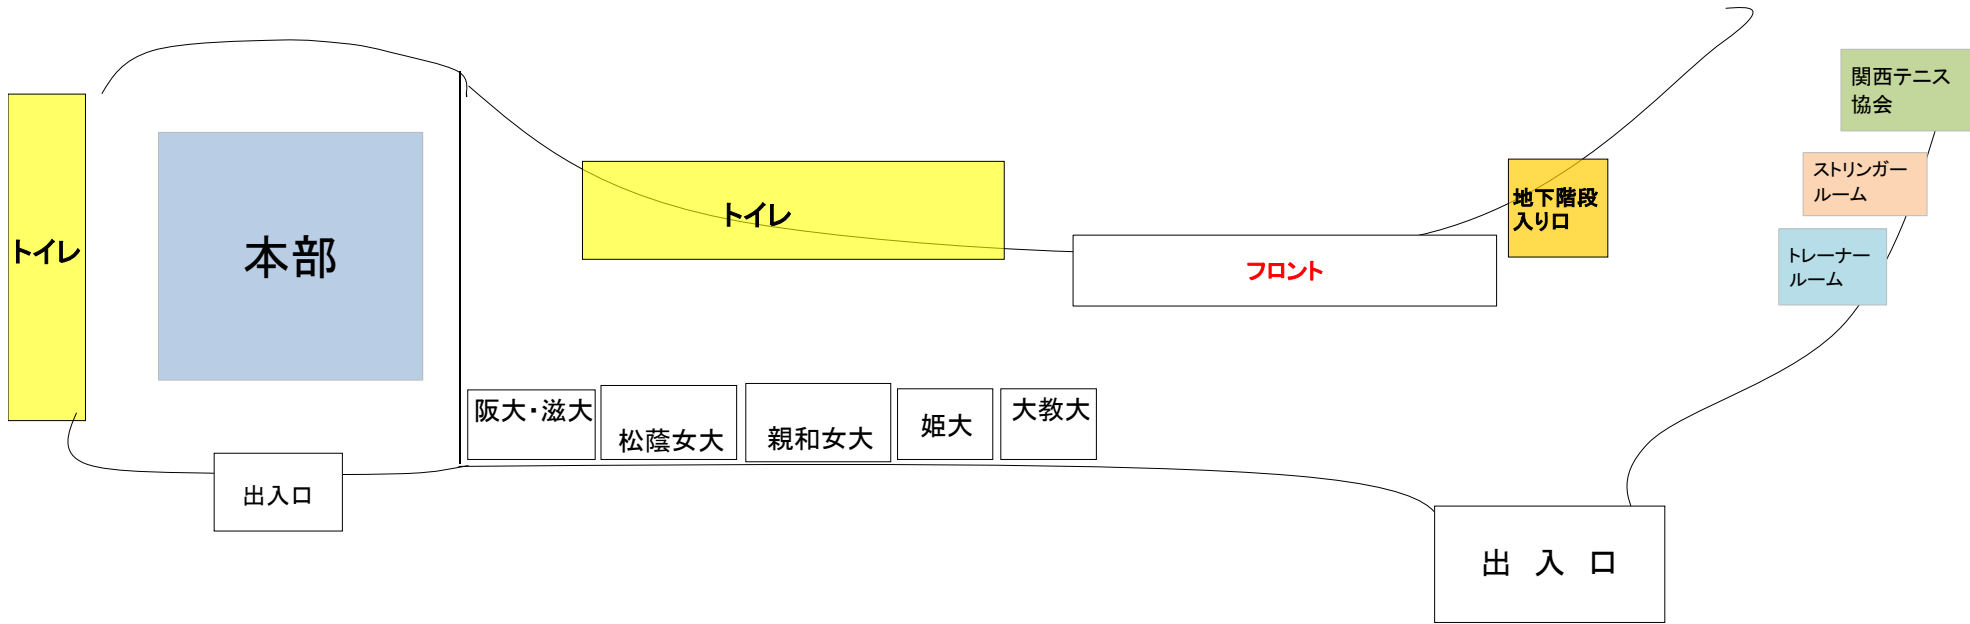 関西テニス
協会
ストリンガー
ルーム
地下階段
入りロ
トイレ
トイレ
本部
フロント
トレーナー
ルーム
阪大・滋大
松蔭女大
親和女大
姫大
大教大
出入口
出　入　口